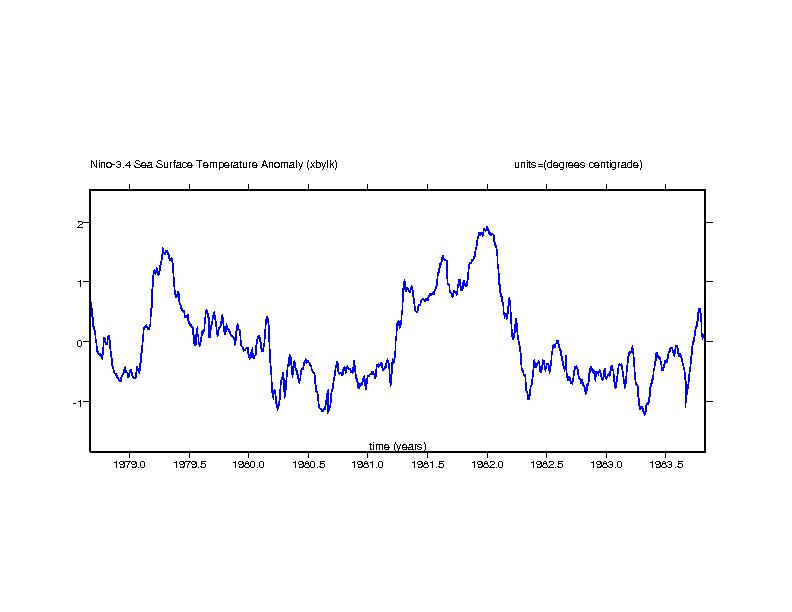 Nino-3.4 Sea Surface Temperature Anomaly (xbylk) units=(degrees centigrade)
2
1
0
-1
time (years)
1979.0 1979.5 1980.0 1980.5 1981.0 1981.5 1982.0 1982.5 1983.0 1983.5